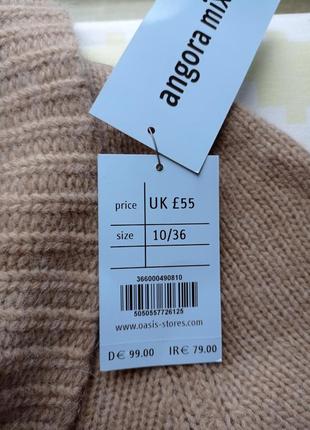 angora mix
price UK £55
size 10/36
366000490810
5050557726125
www.oasis-stores.com
D€ 99.00 IR€ 79.00